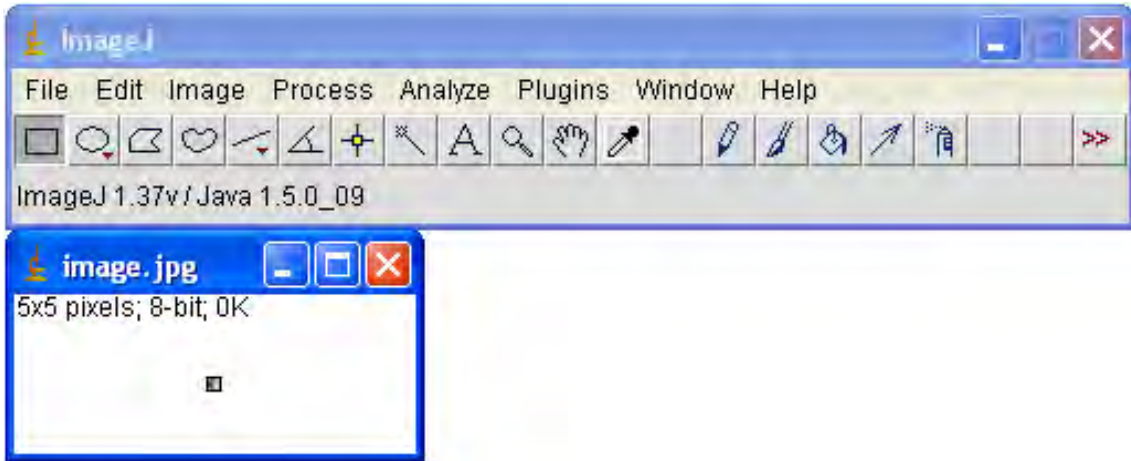 ImageJ
File Edit Image Process Analyze Plugins Window Help
A >>
ImageJ 1.37v / Java 1.5.0_09
image.jpg
5x5 pixels; 8-bit; 0K